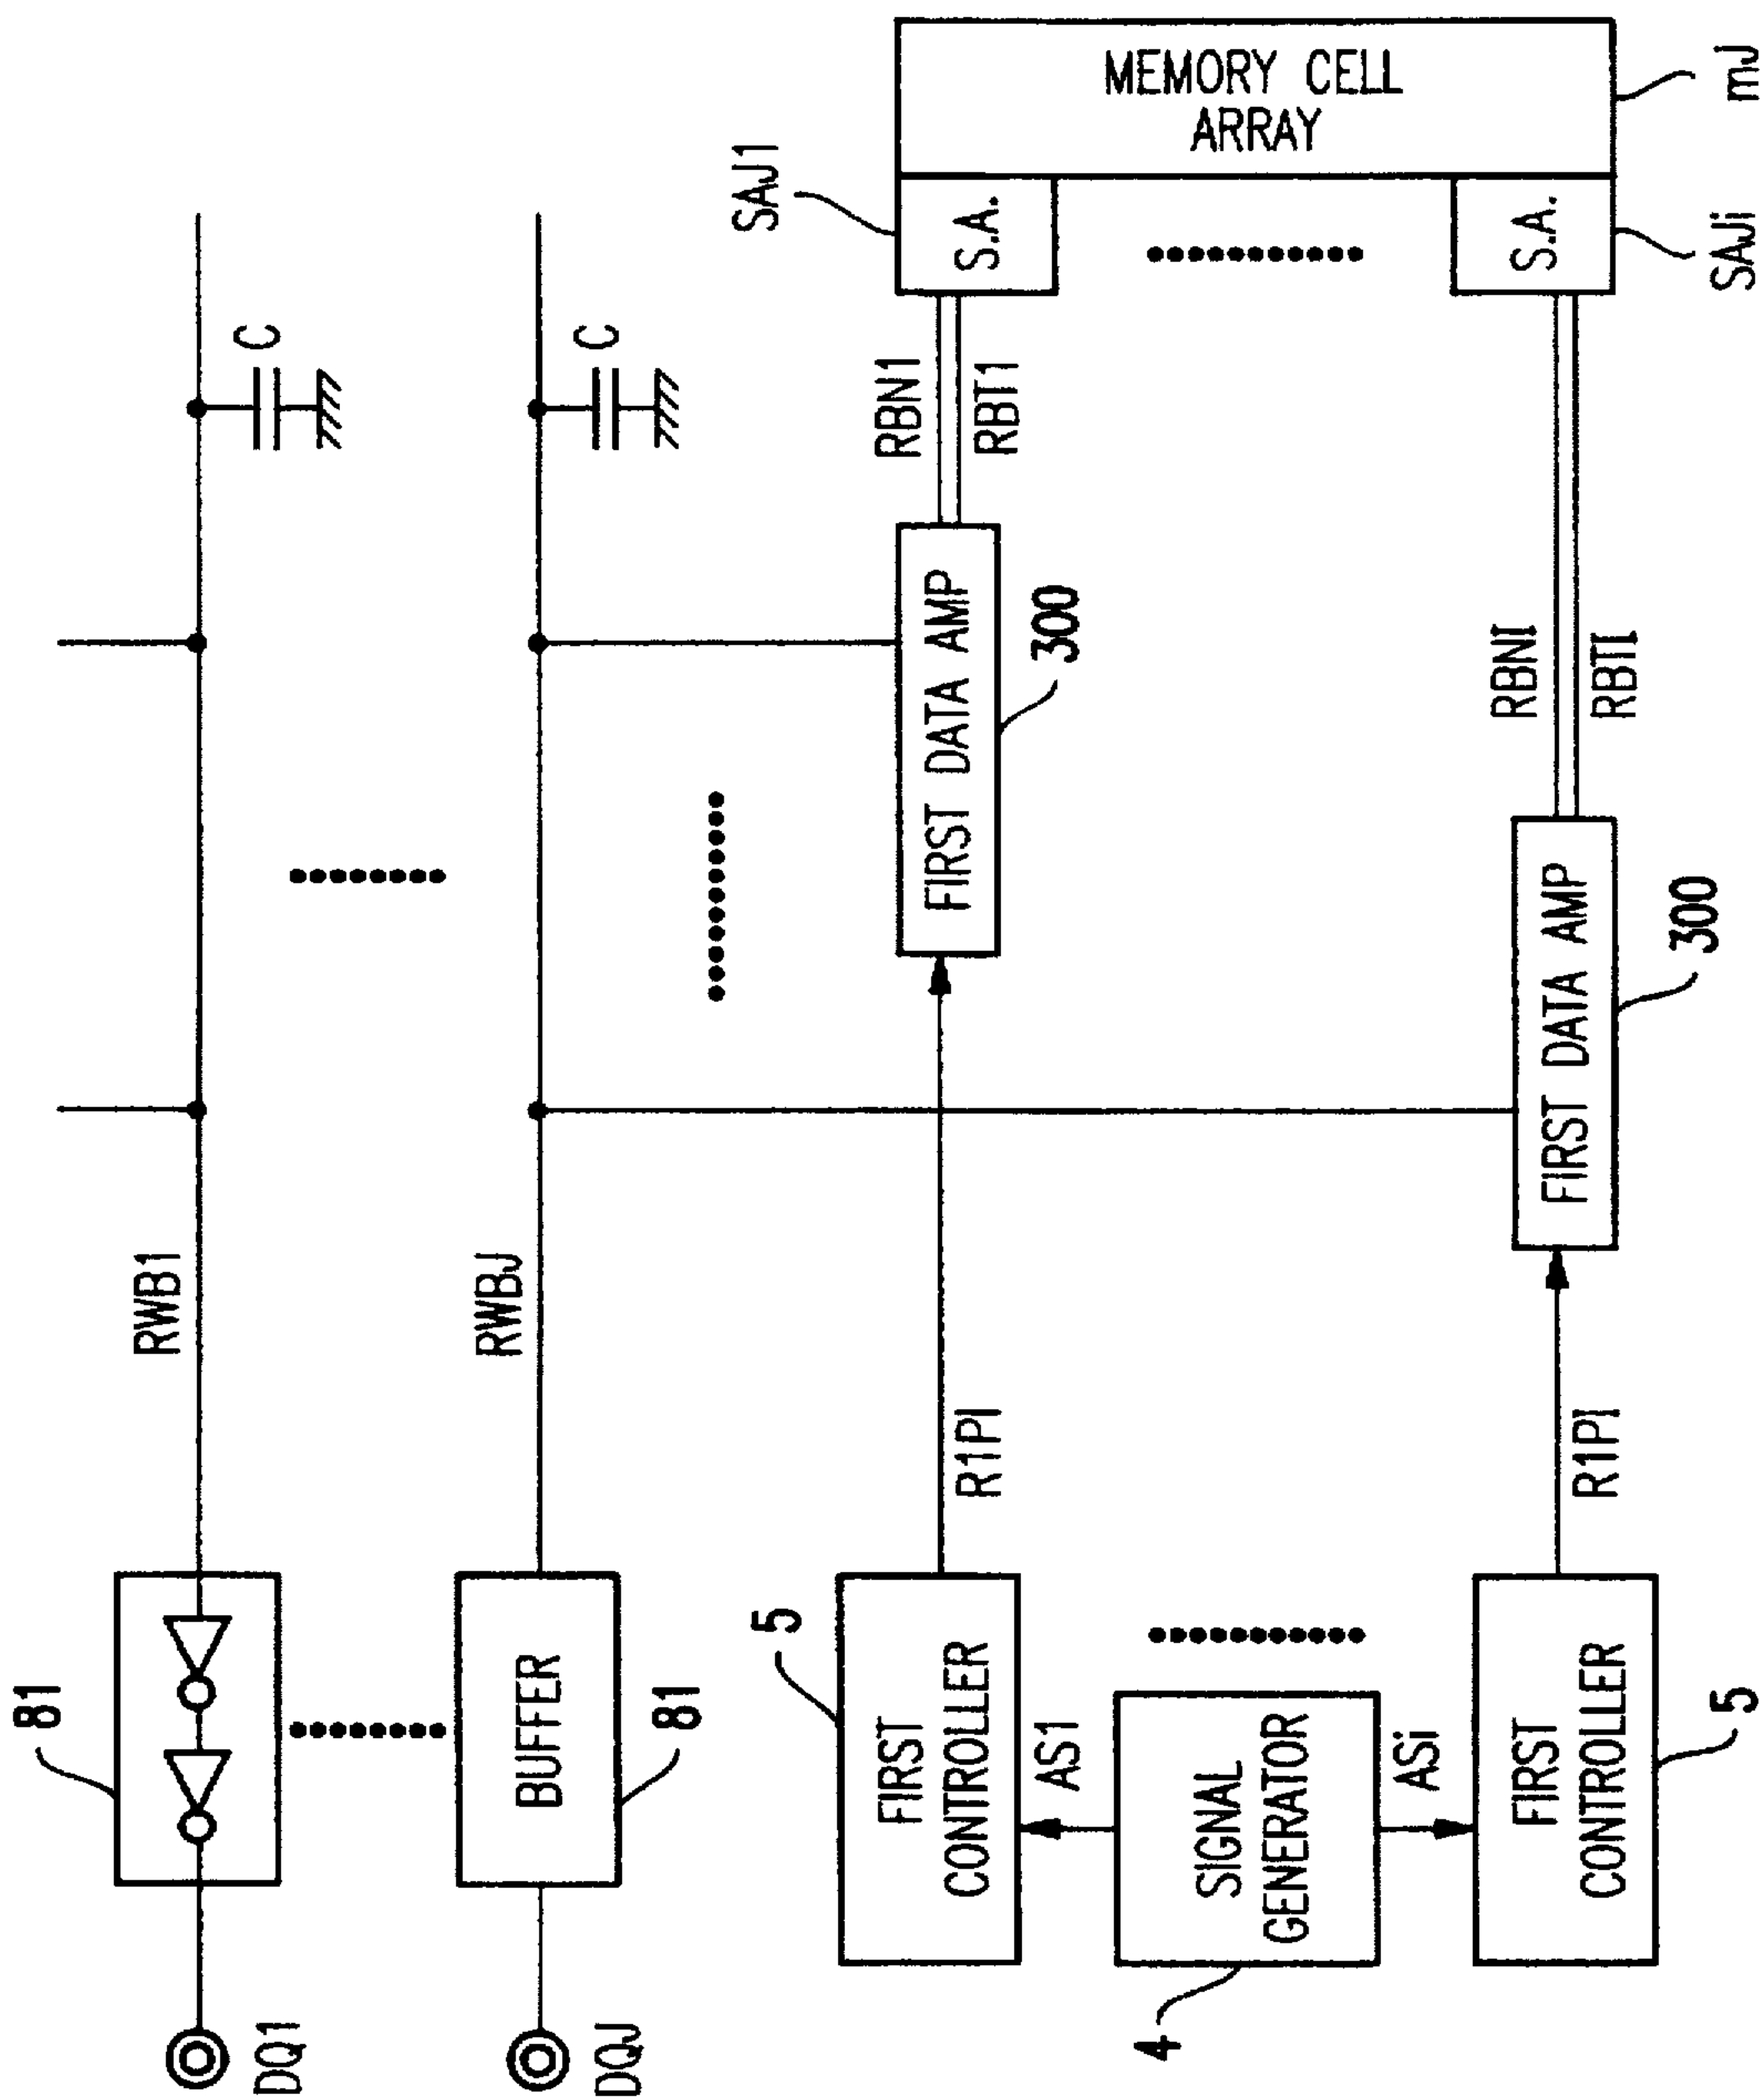 81
DQ1
RWB1
C
BUFFER
81
DQJ
RWBJ
C
5
FIRST
CONTROLLER
R1PI
FIRST DATA AMP
300
RBN1
RBT1
S.A.
SAJ1
MEMORY CELL
ARRAY
mJ
AS1
SIGNAL
GENERATOR
4
ASi
FIRST
CONTROLLER
5
R1PI
FIRST DATA AMP
300
RBNI
RBTI
S.A.
SAJi